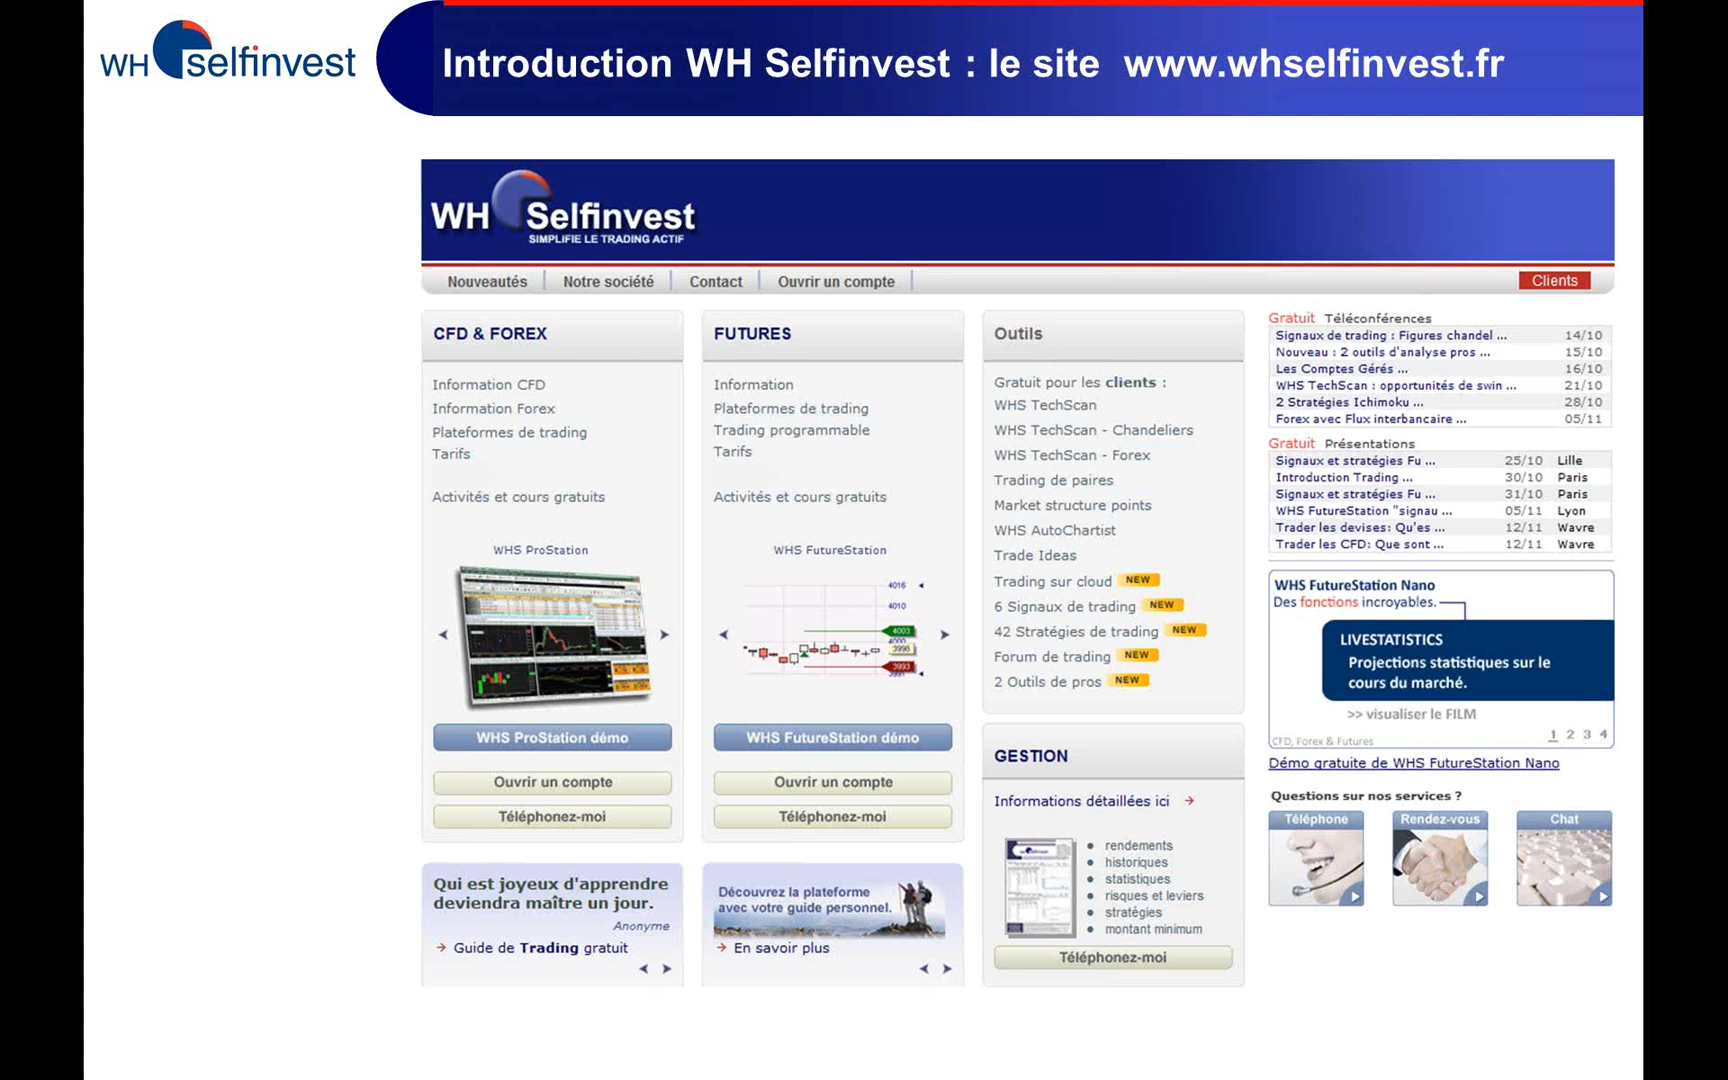 WH selfinvest
Introduction WH Selfinvest : le site www.whselfinvest.fr
WH Selfinvest
SIMPLIFIE LE TRADING ACTIF
Nouveautés
Notre société
Contact
Ouvrir un compte
Clients
CFD & FOREX
Information CFD
Information Forex
Plateformes de trading
Tarifs
Activités et cours gratuits
WHS ProStation
WHS ProStation démo
Ouvrir un compte
Téléphonez-moi
Qui est joyeux d'apprendre
deviendra maître un jour.
Anonyme
Guide de Trading gratuit
FUTURES
Information
Plateformes de trading
Trading programmable
Tarifs
Activités et cours gratuits
WHS FutureStation
4016
4010
4003
3998
3993
WHS FutureStation démo
Ouvrir un compte
Téléphonez-moi
Découvrez la plateforme
avec votre guide personnel.
En savoir plus
Outils
Gratuit pour les clients :
WHS TechScan
WHS TechScan - Chandeliers
WHS TechScan - Forex
Trading de paires
Market structure points
WHS AutoChartist
Trade Ideas
Trading sur cloud NEW
6 Signaux de trading NEW
42 Stratégies de trading NEW
Forum de trading NEW
2 Outils de pros NEW
GESTION
Informations détaillées ici
rendements
historiques
statistiques
risques et leviers
stratégies
montant minimum
Téléphonez-moi
Gratuit Téléconférences
Signaux de trading : Figures chandel ... 14/10
Nouveau : 2 outils d'analyse pros ... 15/10
Les Comptes Gérés ... 16/10
WHS TechScan : opportunités de swin ... 21/10
2 Stratégies Ichimoku ... 28/10
Forex avec Flux interbancaire ... 05/11
Gratuit Présentations
Signaux et stratégies Fu ... 25/10 Lille
Introduction Trading ... 30/10 Paris
Signaux et stratégies Fu ... 31/10 Paris
WHS FutureStation "signau ... 05/11 Lyon
Trader les devises: Qu'es ... 12/11 Wavre
Trader les CFD: Que sont ... 12/11 Wavre
WHS FutureStation Nano
Des fonctions incroyables.
LIVESTATISTICS
Projections statistiques sur le
cours du marché.
>> visualiser le FILM
CFD, Forex & Futures 1 2 3 4
Démo gratuite de WHS FutureStation Nano
Questions sur nos services ?
Téléphone
Rendez-vous
Chat